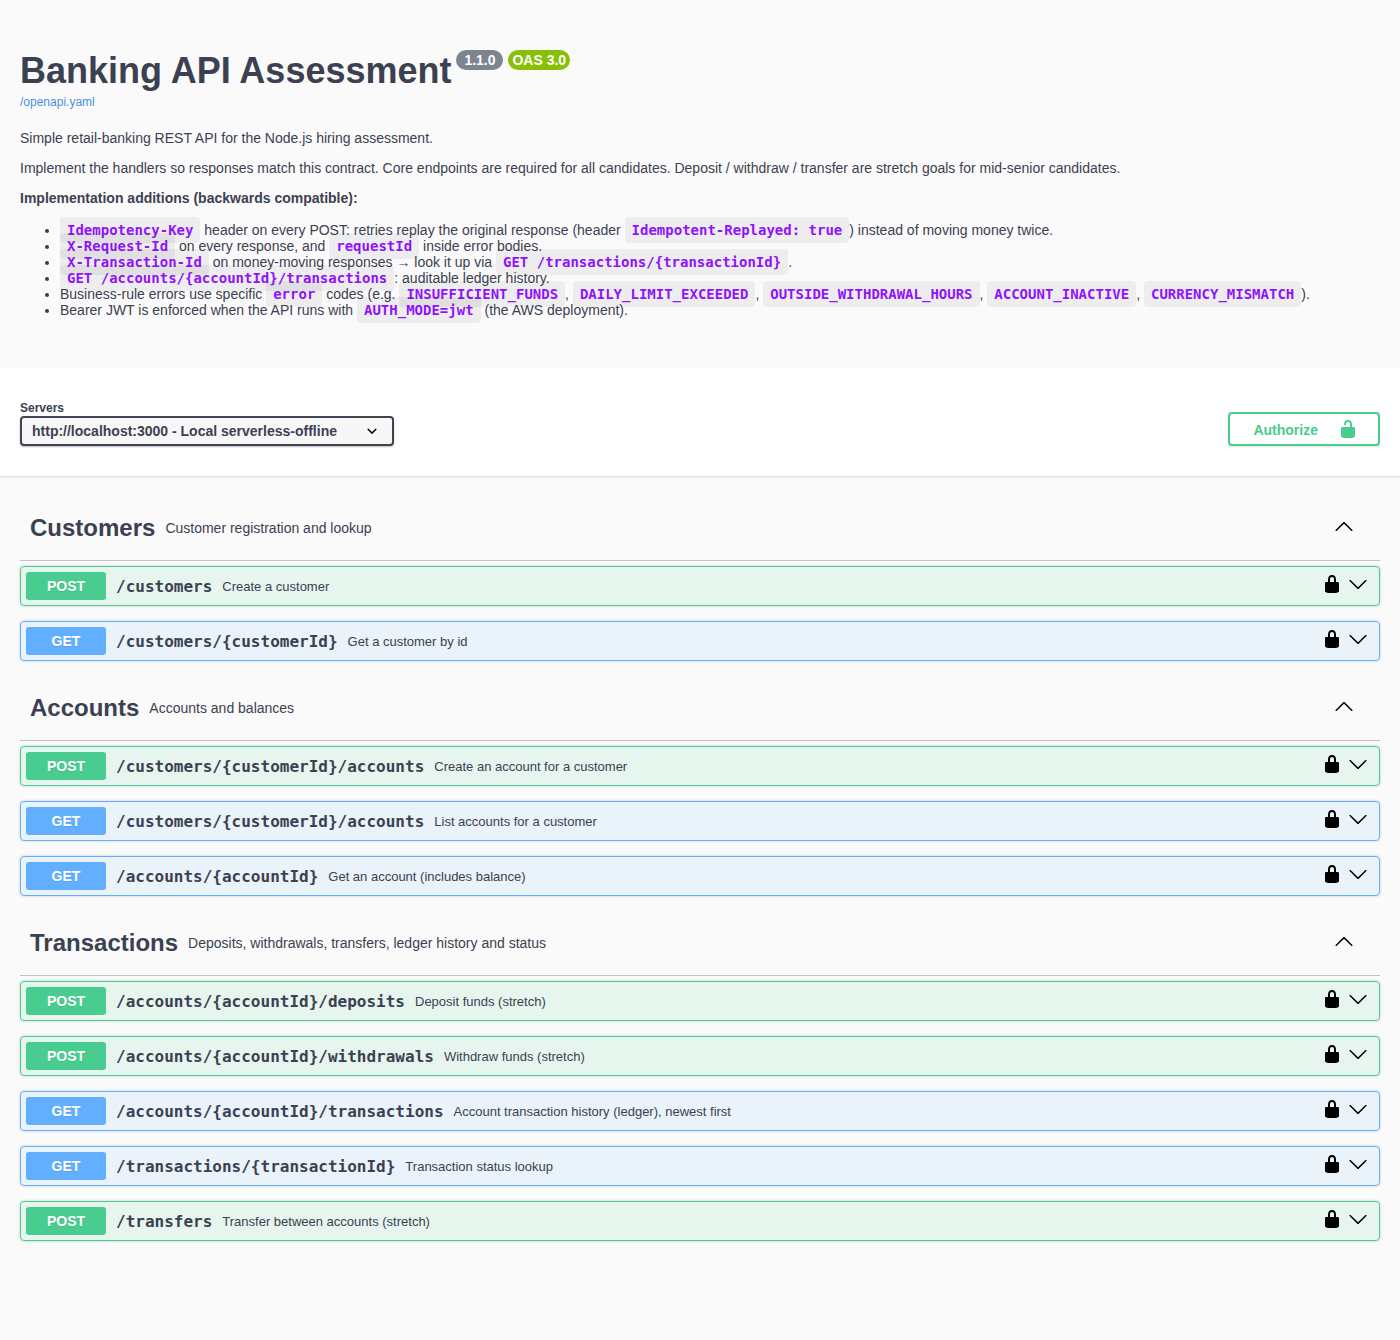 Banking API Assessment 1.1.0 OAS 3.0
/openapi.yaml
Simple retail-banking REST API for the Node.js hiring assessment.
Implement the handlers so responses match this contract. Core endpoints are required for all candidates. Deposit / withdraw / transfer are stretch goals for mid-senior candidates.
Implementation additions (backwards compatible):
• Idempotency-Key header on every POST: retries replay the original response (header Idempotent-Replayed: true) instead of moving money twice.
• X-Request-Id on every response, and requestId inside error bodies.
• X-Transaction-Id on money-moving responses → look it up via GET /transactions/{transactionId}.
• GET /accounts/{accountId}/transactions: auditable ledger history.
• Business-rule errors use specific error codes (e.g. INSUFFICIENT_FUNDS, DAILY_LIMIT_EXCEEDED, OUTSIDE_WITHDRAWAL_HOURS, ACCOUNT_INACTIVE, CURRENCY_MISMATCH).
• Bearer JWT is enforced when the API runs with AUTH_MODE=jwt (the AWS deployment).
Servers
http://localhost:3000 - Local serverless-offline
Authorize
Customers Customer registration and lookup
POST /customers Create a customer
GET /customers/{customerId} Get a customer by id
Accounts Accounts and balances
POST /customers/{customerId}/accounts Create an account for a customer
GET /customers/{customerId}/accounts List accounts for a customer
GET /accounts/{accountId} Get an account (includes balance)
Transactions Deposits, withdrawals, transfers, ledger history and status
POST /accounts/{accountId}/deposits Deposit funds (stretch)
POST /accounts/{accountId}/withdrawals Withdraw funds (stretch)
GET /accounts/{accountId}/transactions Account transaction history (ledger), newest first
GET /transactions/{transactionId} Transaction status lookup
POST /transfers Transfer between accounts (stretch)